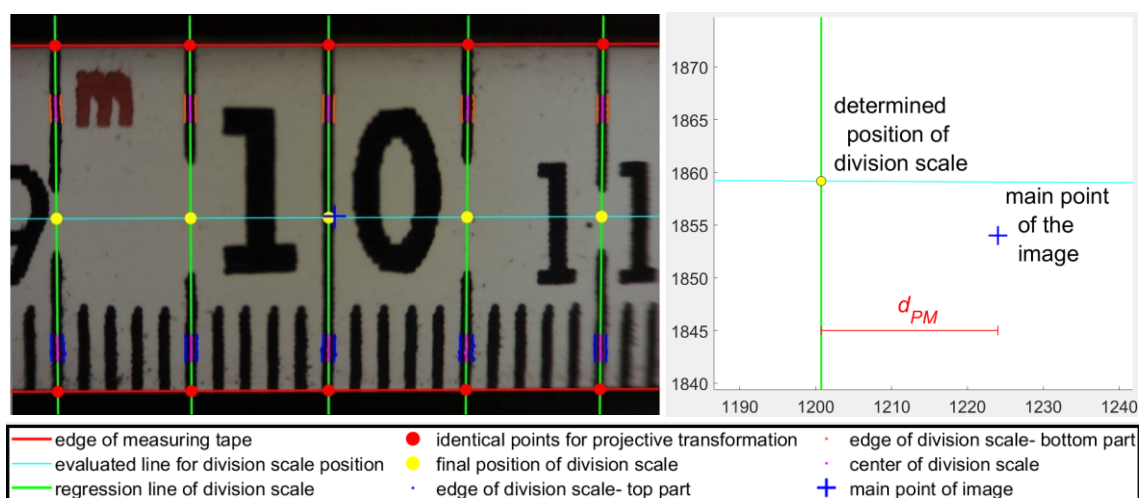 m
9
10
11
1870
1865
1860
1855
1850
1845
1840
1190
1200
1210
1220
1230
1240
determined
position of
division scale
main point
of the
image
d_PM
edge of measuring tape
identical points for projective transformation
edge of division scale- bottom part
evaluated line for division scale position
final position of division scale
center of division scale
regression line of division scale
edge of division scale- top part
main point of image